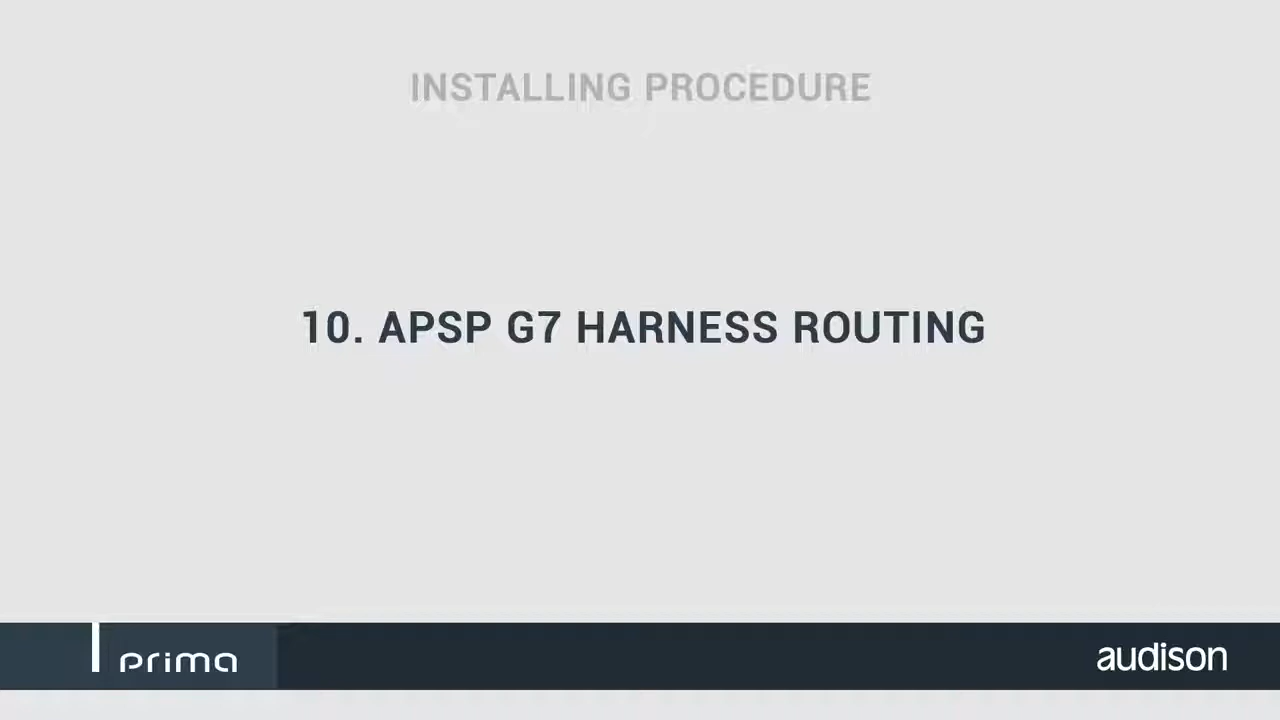 INSTALLING PROCEDURE
10. APSP G7 HARNESS ROUTING
prima
audison